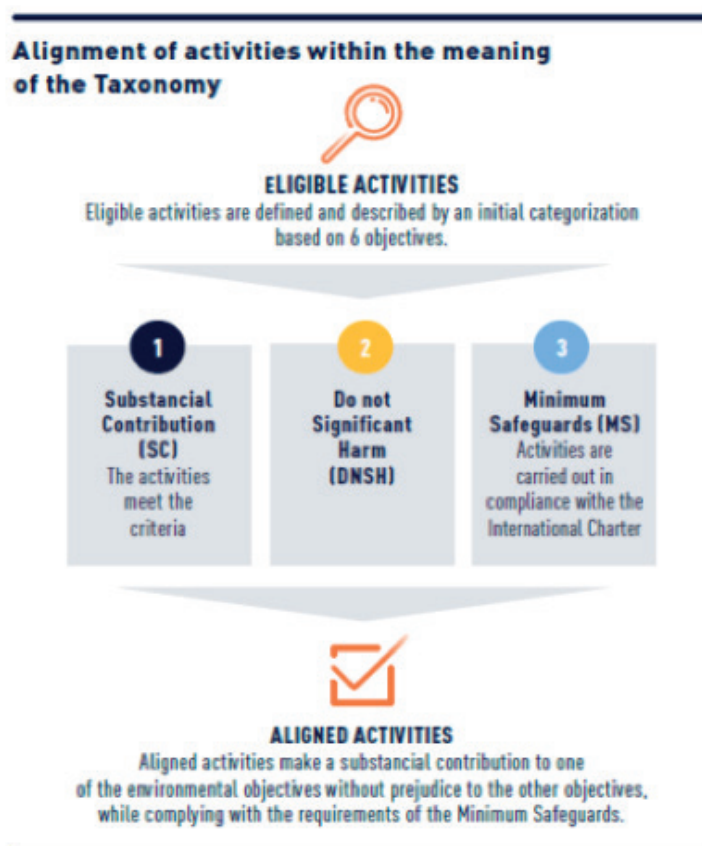 Alignment of activities within the meaning
of the Taxonomy
ELIGIBLE ACTIVITIES
Eligible activities are defined and described by an initial categorization
based on 6 objectives.
1
Substancial
Contribution
(SC)
The activities
meet the
criteria
2
Do not
Significant
Harm
(DNSH)
3
Minimum
Safeguards (MS)
Activities are
carried out in
compliance withe the
International Charter
ALIGNED ACTIVITIES
Aligned activities make a substancial contribution to one
of the environmental objectives without prejudice to the other objectives,
while complying with the requirements of the Minimum Safeguards.